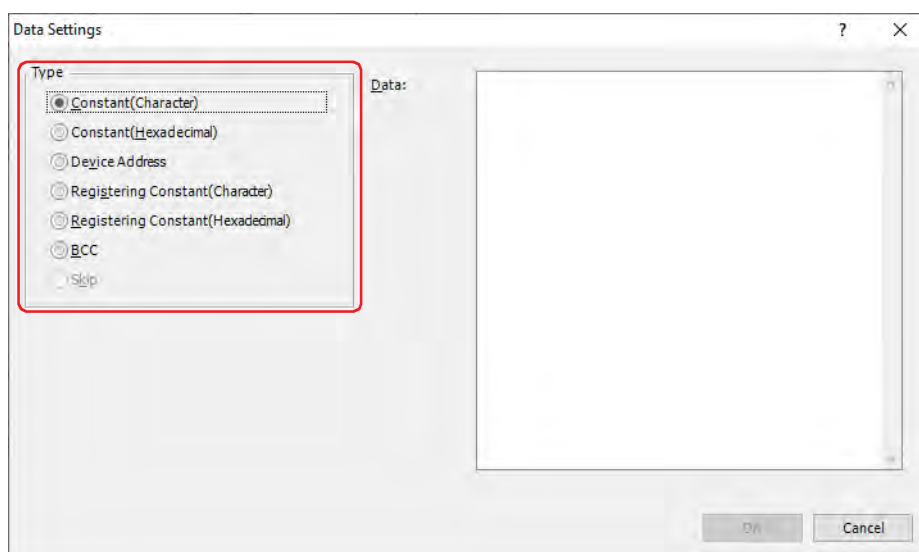 Data Settings
?
Type
Constant(Character)
Constant(Hexadecimal)
Device Address
Registering Constant(Character)
Registering Constant(Hexadecimal)
BCC
Skip
Data:
OK
Cancel